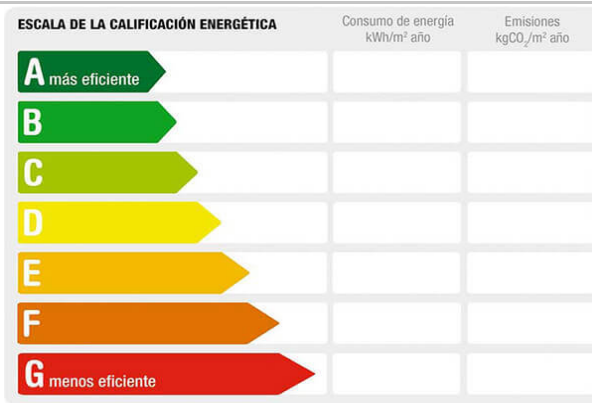 ESCALA DE LA CALIFICACIÓN ENERGÉTICA
Consumo de energía
kWh/m² año
Emisiones
kgCO₂/m² año
A más eficiente
B
C
D
E
F
G menos eficiente